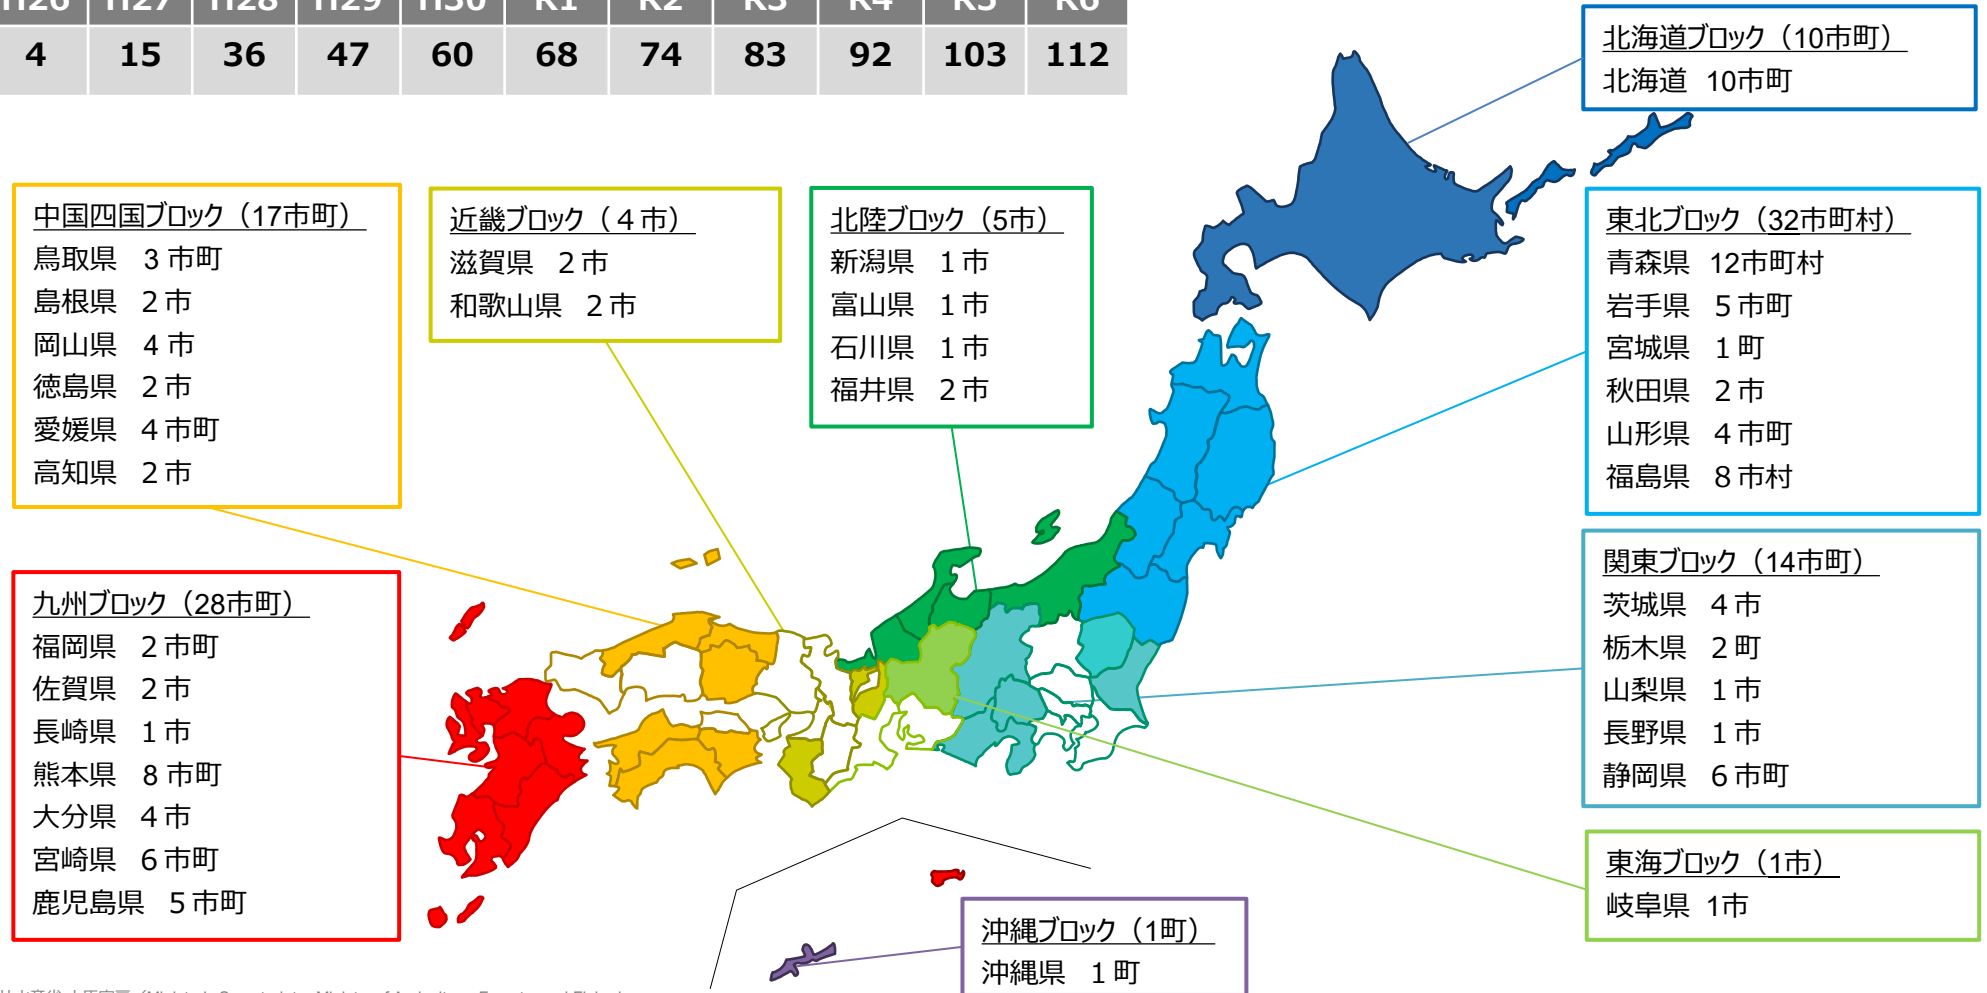 H26 H27 H28 H29 H30 R1 R2 R3 R4 R5 R6
4 15 36 47 60 68 74 83 92 103 112
北海道ブロック（10市町）
北海道 10市町
中国四国ブロック（17市町）
鳥取県 ３市町
島根県 ２市
岡山県 ４市
徳島県 ２市
愛媛県 ４市町
高知県 ２市
近畿ブロック（４市）
滋賀県 ２市
和歌山県 ２市
北陸ブロック（5市）
新潟県 １市
富山県 １市
石川県 １市
福井県 ２市
東北ブロック（32市町村）
青森県 12市町村
岩手県 ５市町
宮城県 １町
秋田県 ２市
山形県 ４市町
福島県 ８市村
九州ブロック（28市町）
福岡県 ２市町
佐賀県 ２市
長崎県 １市
熊本県 ８市町
大分県 ４市
宮崎県 ６市町
鹿児島県 ５市町
関東ブロック（14市町）
茨城県 ４市
栃木県 ２町
山梨県 １市
長野県 １市
静岡県 ６市町
東海ブロック（1市）
岐阜県 1市
沖縄ブロック（1町）
沖縄県 １町